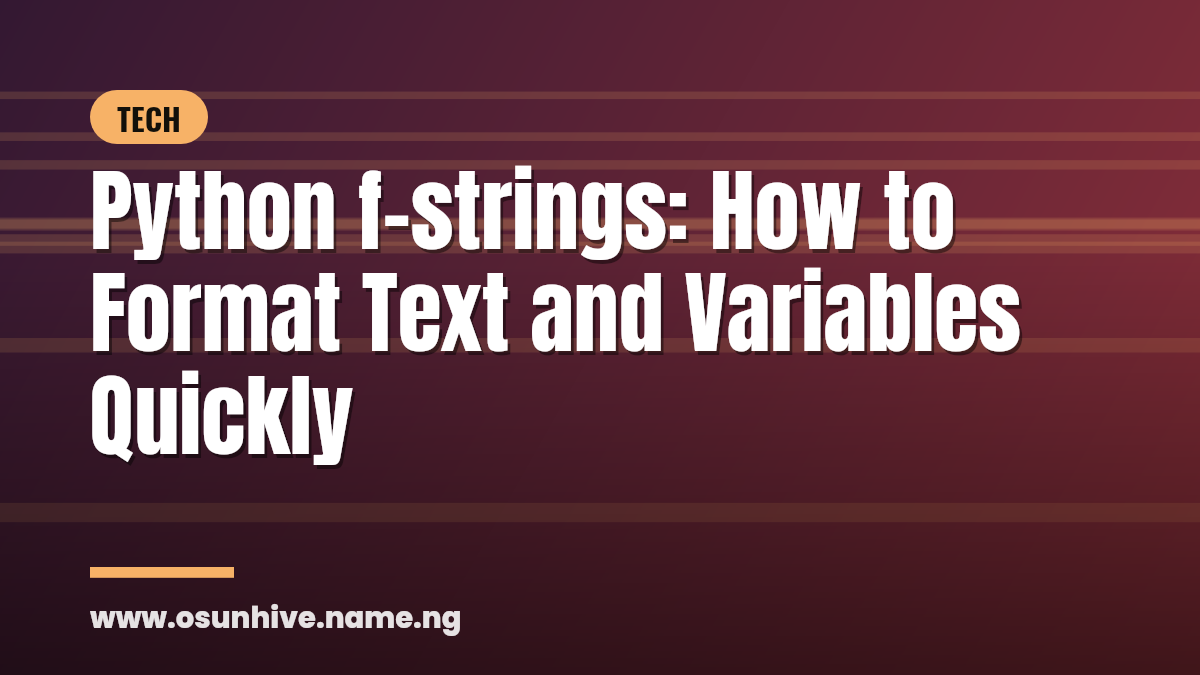 TECH
Python f-strings: How to
Format Text and Variables
Quickly
www.osunhive.name.ng